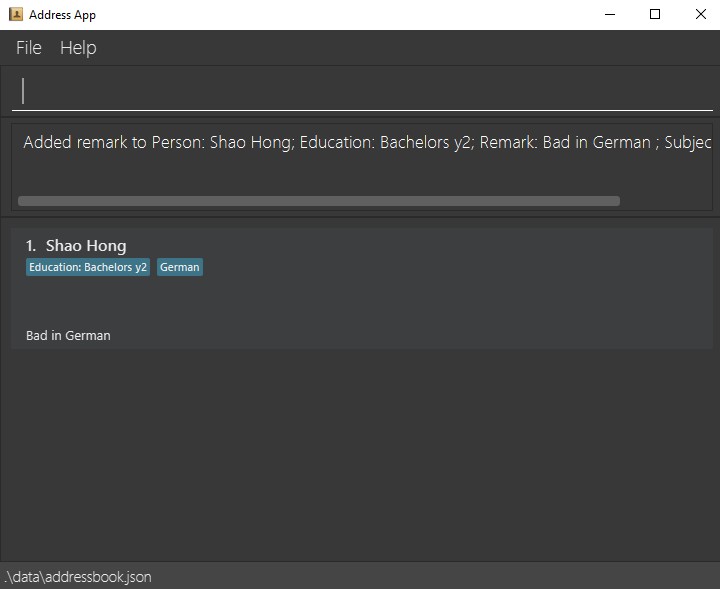 Address App
File Help
Added remark to Person: Shao Hong; Education: Bachelors y2; Remark: Bad in German ; Subjec
1. Shao Hong
Education: Bachelors y2 German
Bad in German
.\data\addressbook.json